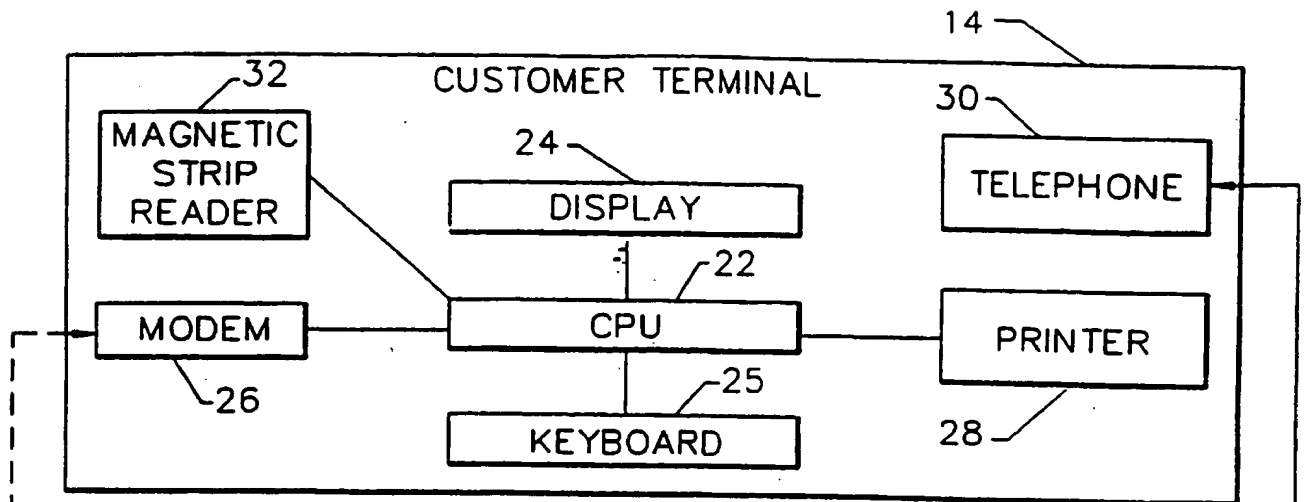 14
CUSTOMER TERMINAL
32
MAGNETIC
STRIP
READER
24
DISPLAY
30
TELEPHONE
22
CPU
MODEM
26
PRINTER
28
25
KEYBOARD